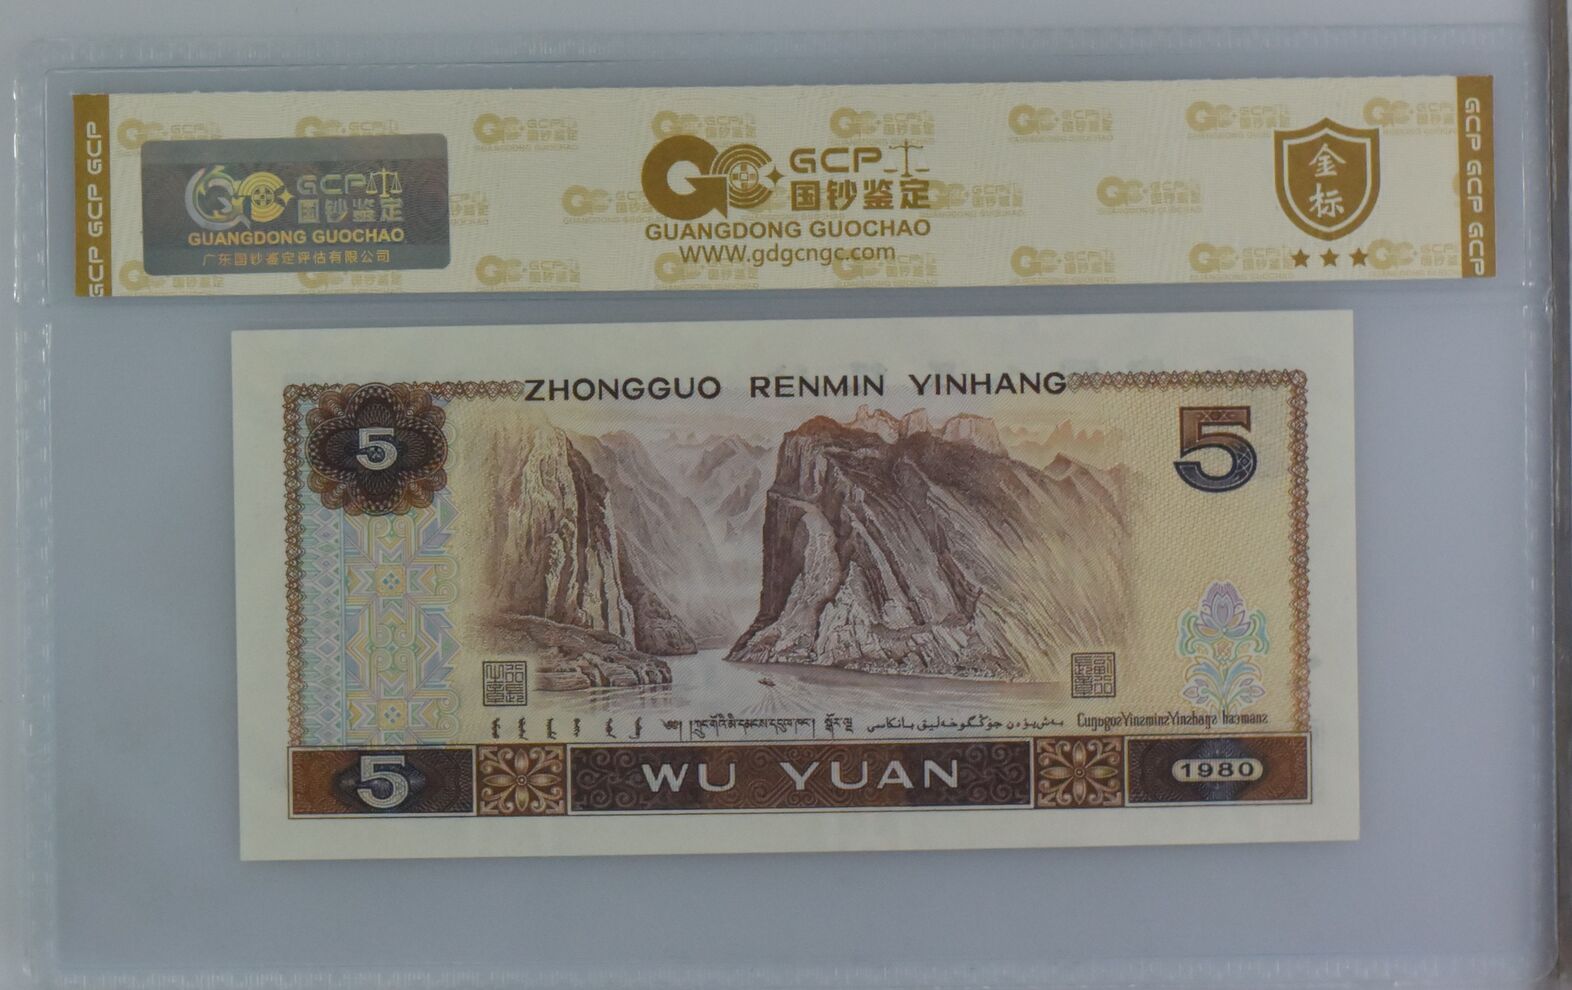 GCP GCP GCP
GCP 国钞鉴定
GUANGDONG GUOCHAO
广东国钞鉴定评估有限公司
GCP
国钞鉴定
GUANGDONG GUOCHAO
WWW.gdgcngc.com
金标
GCP GCP GCP
ZHONGGUO RENMIN YINHANG
5
5
5
WU YUAN
1980